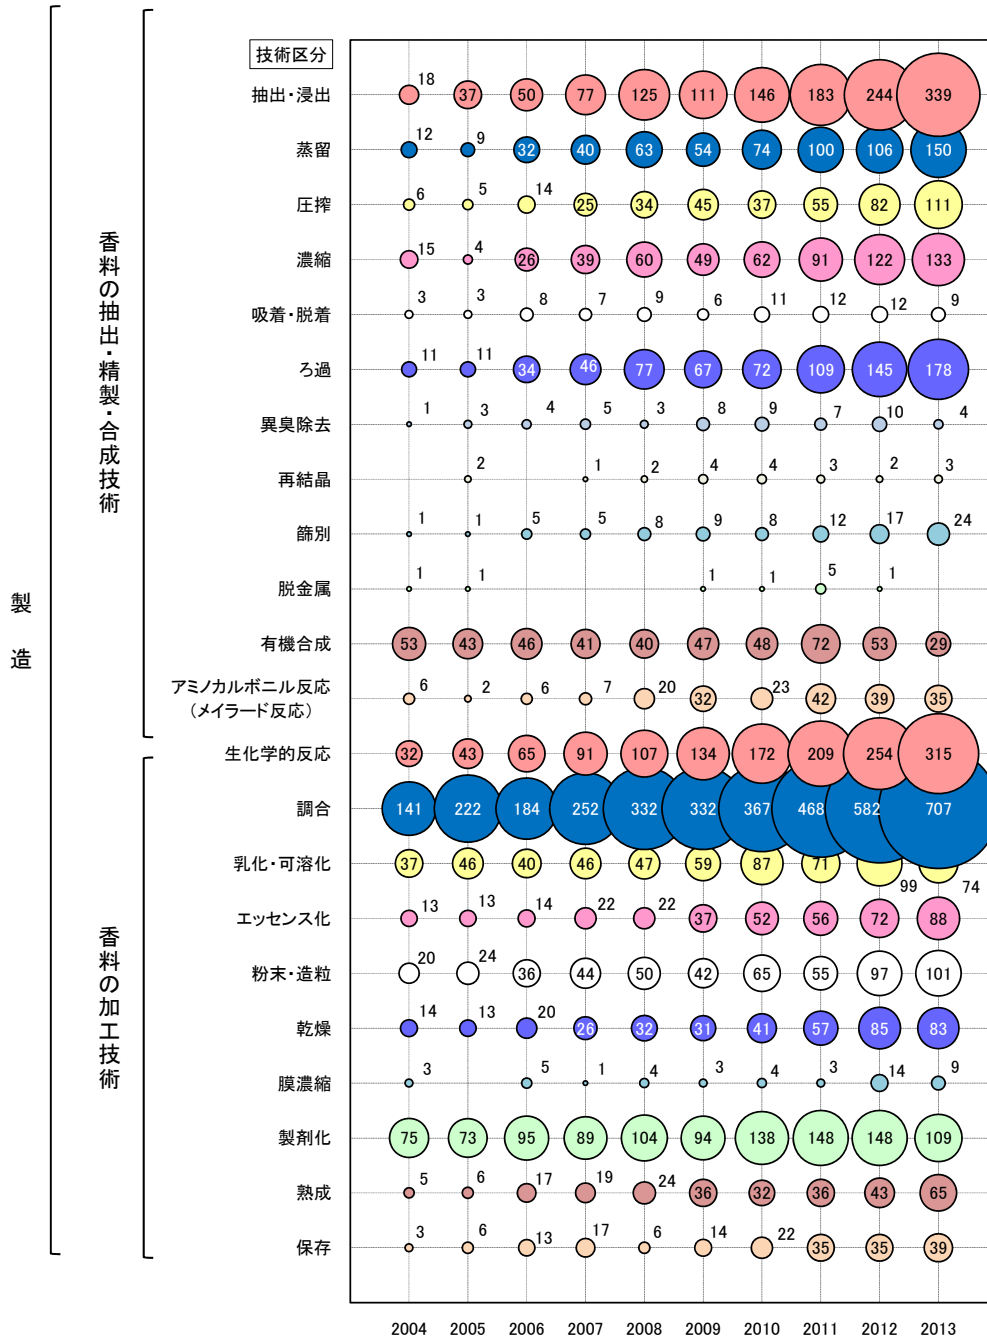 技術区分
抽出・浸出 18 37 50 77 125 111 146 183 244 339
蒸留 12 9 32 40 63 54 74 100 106 150
圧搾 6 5 14 25 34 45 37 55 82 111
濃縮 15 4 26 39 60 49 62 91 122 133
吸着・脱着 3 3 8 7 9 6 11 12 12 9
ろ過 11 11 34 46 77 67 72 109 145 178
異臭除去 1 3 4 5 3 8 9 7 10 4
再結晶 2 1 2 4 4 3 2 3
篩別 1 1 5 5 8 9 8 12 17 24
脱金属 1 1 1 1 5 1
有機合成 53 43 46 41 40 47 48 72 53 29
アミノカルボニル反応 6 2 6 7 20 32 23 42 39 35
（メイラード反応）
生化学的反応 32 43 65 91 107 134 172 209 254 315
調合 141 222 184 252 332 332 367 468 582 707
乳化・可溶化 37 46 40 46 47 59 87 71 99 74
エッセンス化 13 13 14 22 22 37 52 56 72 88
粉末・造粒 20 24 36 44 50 42 65 55 97 101
乾燥 14 13 20 26 32 31 41 57 85 83
膜濃縮 3 5 1 4 3 4 3 14 9
製剤化 75 73 95 89 104 94 138 148 148 109
熟成 5 6 17 19 24 36 32 36 43 65
保存 3 6 13 17 6 14 22 35 35 39
2004 2005 2006 2007 2008 2009 2010 2011 2012 2013
製造
香料の抽出・精製・合成技術
香料の加工技術